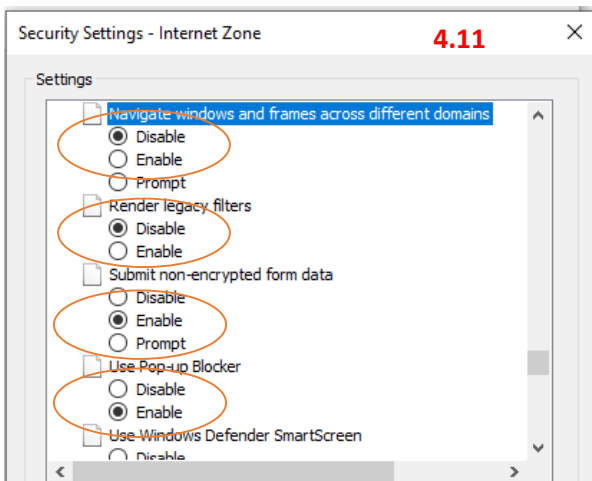 Security Settings - Internet Zone
4.11
Settings
Navigate windows and frames across different domains
Disable
Enable
Prompt
Render legacy filters
Disable
Enable
Submit non-encrypted form data
Disable
Enable
Prompt
Use Pop-up Blocker
Disable
Enable
Use Windows Defender SmartScreen
Disable